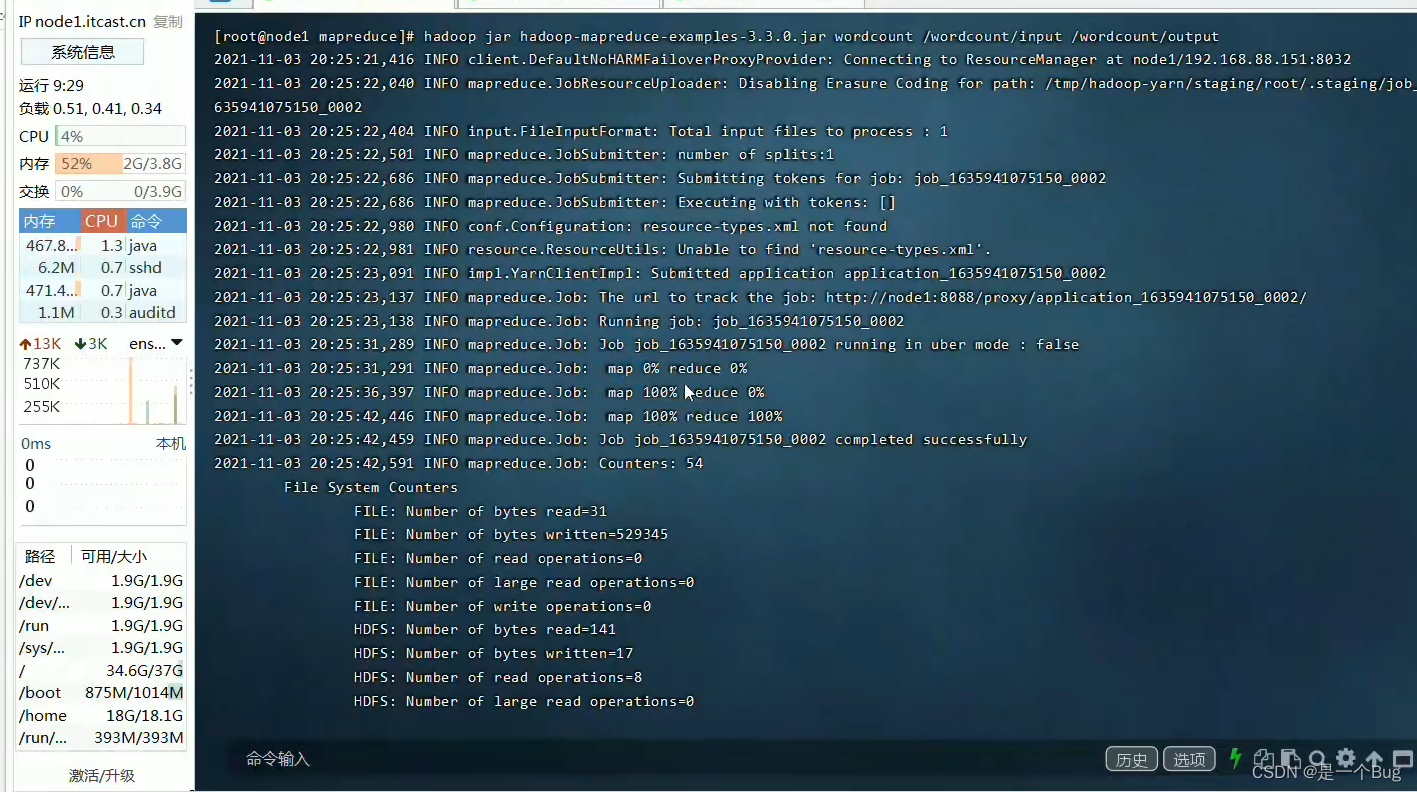 IP node1.itcast.cn 复制
系统信息
运行 9:29
负载 0.51, 0.41, 0.34
CPU 4%
内存 52% 2G/3.8G
交换 0% 0/3.9G
内存 CPU 命令
467.8... 1.3 java
6.2M 0.7 sshd
471.4... 0.7 java
1.1M 0.3 auditd
13K 3K ens...
737K
510K
255K
0ms 本机
0
0
0
路径 可用/大小
/dev 1.9G/1.9G
/dev/... 1.9G/1.9G
/run 1.9G/1.9G
/sys/... 1.9G/1.9G
/ 34.6G/37G
/boot 875M/1014M
/home 18G/18.1G
/run/... 393M/393M
激活/升级
[root@node1 mapreduce]# hadoop jar hadoop-mapreduce-examples-3.3.0.jar wordcount /wordcount/input /wordcount/output
2021-11-03 20:25:21,416 INFO client.DefaultNoHARMFailoverProxyProvider: Connecting to ResourceManager at node1/192.168.88.151:8032
2021-11-03 20:25:22,040 INFO mapreduce.JobResourceUploader: Disabling Erasure Coding for path: /tmp/hadoop-yarn/staging/root/.staging/job_
635941075150_0002
2021-11-03 20:25:22,404 INFO input.FileInputFormat: Total input files to process : 1
2021-11-03 20:25:22,501 INFO mapreduce.JobSubmitter: number of splits:1
2021-11-03 20:25:22,686 INFO mapreduce.JobSubmitter: Submitting tokens for job: job_1635941075150_0002
2021-11-03 20:25:22,686 INFO mapreduce.JobSubmitter: Executing with tokens: []
2021-11-03 20:25:22,980 INFO conf.Configuration: resource-types.xml not found
2021-11-03 20:25:22,981 INFO resource.ResourceUtils: Unable to find 'resource-types.xml'.
2021-11-03 20:25:23,091 INFO impl.YarnClientImpl: Submitted application application_1635941075150_0002
2021-11-03 20:25:23,137 INFO mapreduce.Job: The url to track the job: http://node1:8088/proxy/application_1635941075150_0002/
2021-11-03 20:25:23,138 INFO mapreduce.Job: Running job: job_1635941075150_0002
2021-11-03 20:25:31,289 INFO mapreduce.Job: Job job_1635941075150_0002 running in uber mode : false
2021-11-03 20:25:31,291 INFO mapreduce.Job:  map 0% reduce 0%
2021-11-03 20:25:36,397 INFO mapreduce.Job:  map 100% reduce 0%
2021-11-03 20:25:42,446 INFO mapreduce.Job:  map 100% reduce 100%
2021-11-03 20:25:42,459 INFO mapreduce.Job: Job job_1635941075150_0002 completed successfully
2021-11-03 20:25:42,591 INFO mapreduce.Job: Counters: 54
File System Counters
FILE: Number of bytes read=31
FILE: Number of bytes written=529345
FILE: Number of read operations=0
FILE: Number of large read operations=0
FILE: Number of write operations=0
HDFS: Number of bytes read=141
HDFS: Number of bytes written=17
HDFS: Number of read operations=8
HDFS: Number of large read operations=0
命令输入 历史 选项
CSDN @是一个Bug